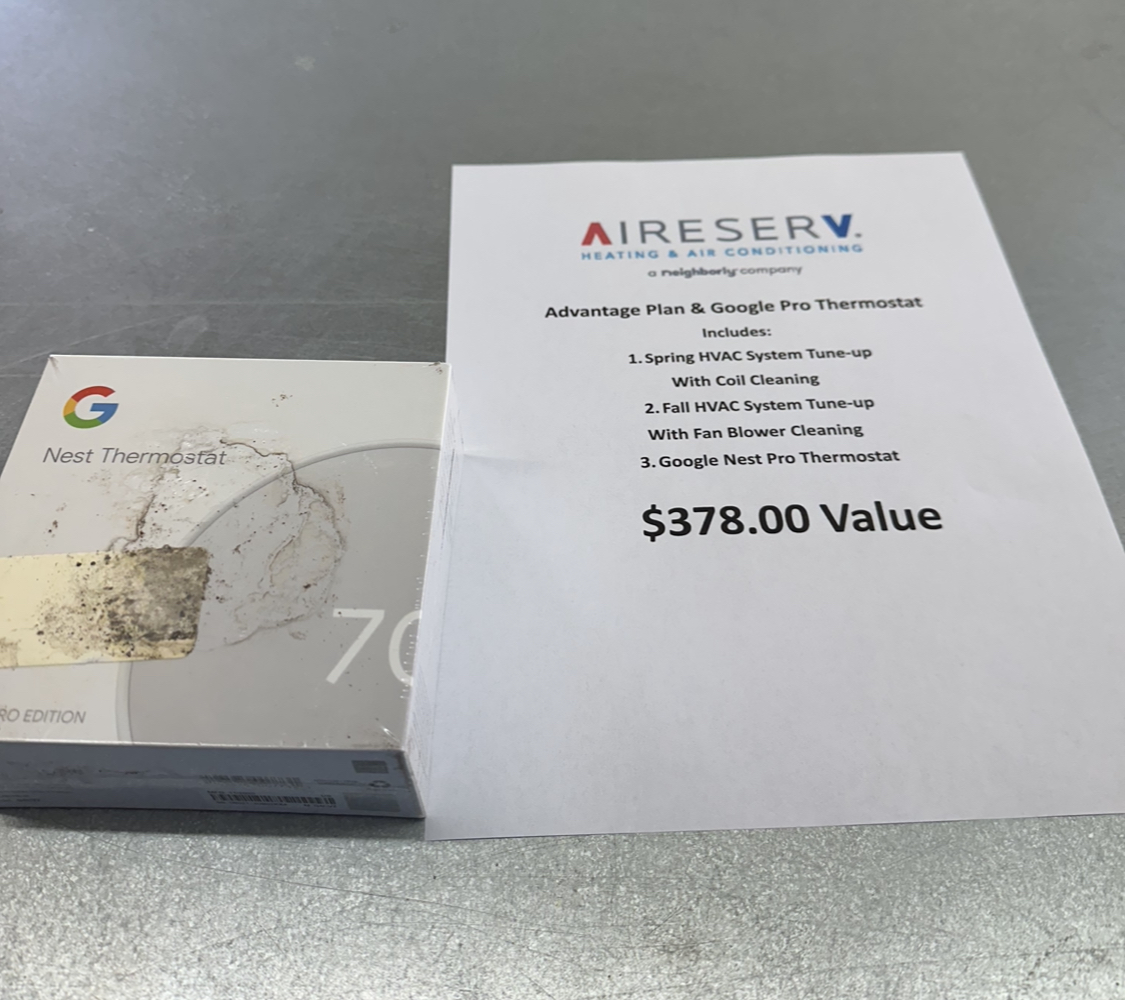 G
Nest Thermostat
70
RO EDITION
AIRESERV.
HEATING & AIR CONDITIONING
a neighborly company
Advantage Plan & Google Pro Thermostat
Includes:
1. Spring HVAC System Tune-up
With Coil Cleaning
2. Fall HVAC System Tune-up
With Fan Blower Cleaning
3. Google Nest Pro Thermostat
$378.00 Value